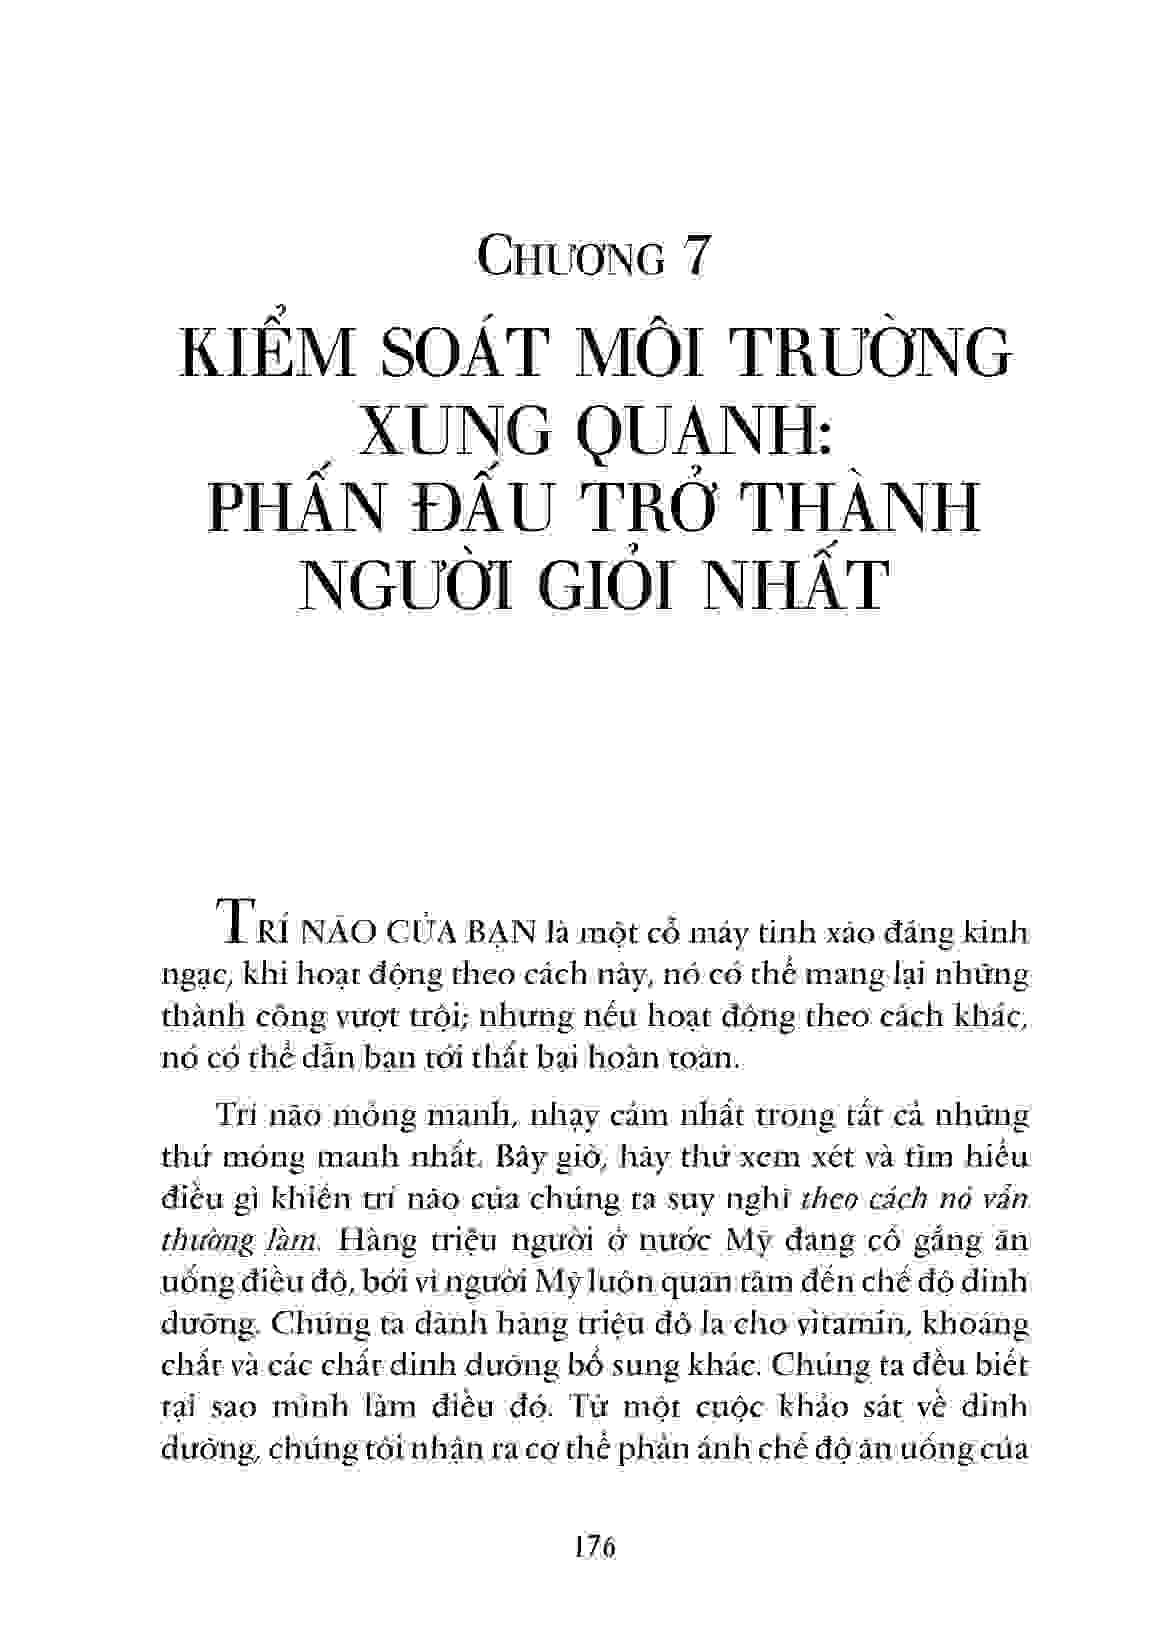 CHƯƠNG 7
KIỂM SOÁT MÔI TRƯỜNG
XUNG QUANH:
PHẤN ĐẤU TRỞ THÀNH
NGƯỜI GIỎI NHẤT
TRÍ NÃO CỦA BẠN là một cỗ máy tinh xảo đáng kinh
ngạc, khi hoạt động theo cách này, nó có thể mang lại những
thành công vượt trội; nhưng nếu hoạt động theo cách khác,
nó có thể dẫn bạn tới thất bại hoàn toàn.
Trí não mỏng manh, nhạy cảm nhất trong tất cả những
thứ mỏng manh nhất. Bây giờ, hãy thử xem xét và tìm hiểu
điều gì khiến trí não của chúng ta suy nghĩ theo cách nó vẫn
thường làm. Hàng triệu người ở nước Mỹ đang cố gắng ăn
uống điều độ, bởi vì người Mỹ luôn quan tâm đến chế độ dinh
dưỡng. Chúng ta dành hàng triệu đô la cho vitamin, khoáng
chất và các chất dinh dưỡng bổ sung khác. Chúng ta đều biết
tại sao mình làm điều đó. Từ một cuộc khảo sát về dinh
dưỡng, chúng tôi nhận ra cơ thể phản ánh chế độ ăn uống của
176